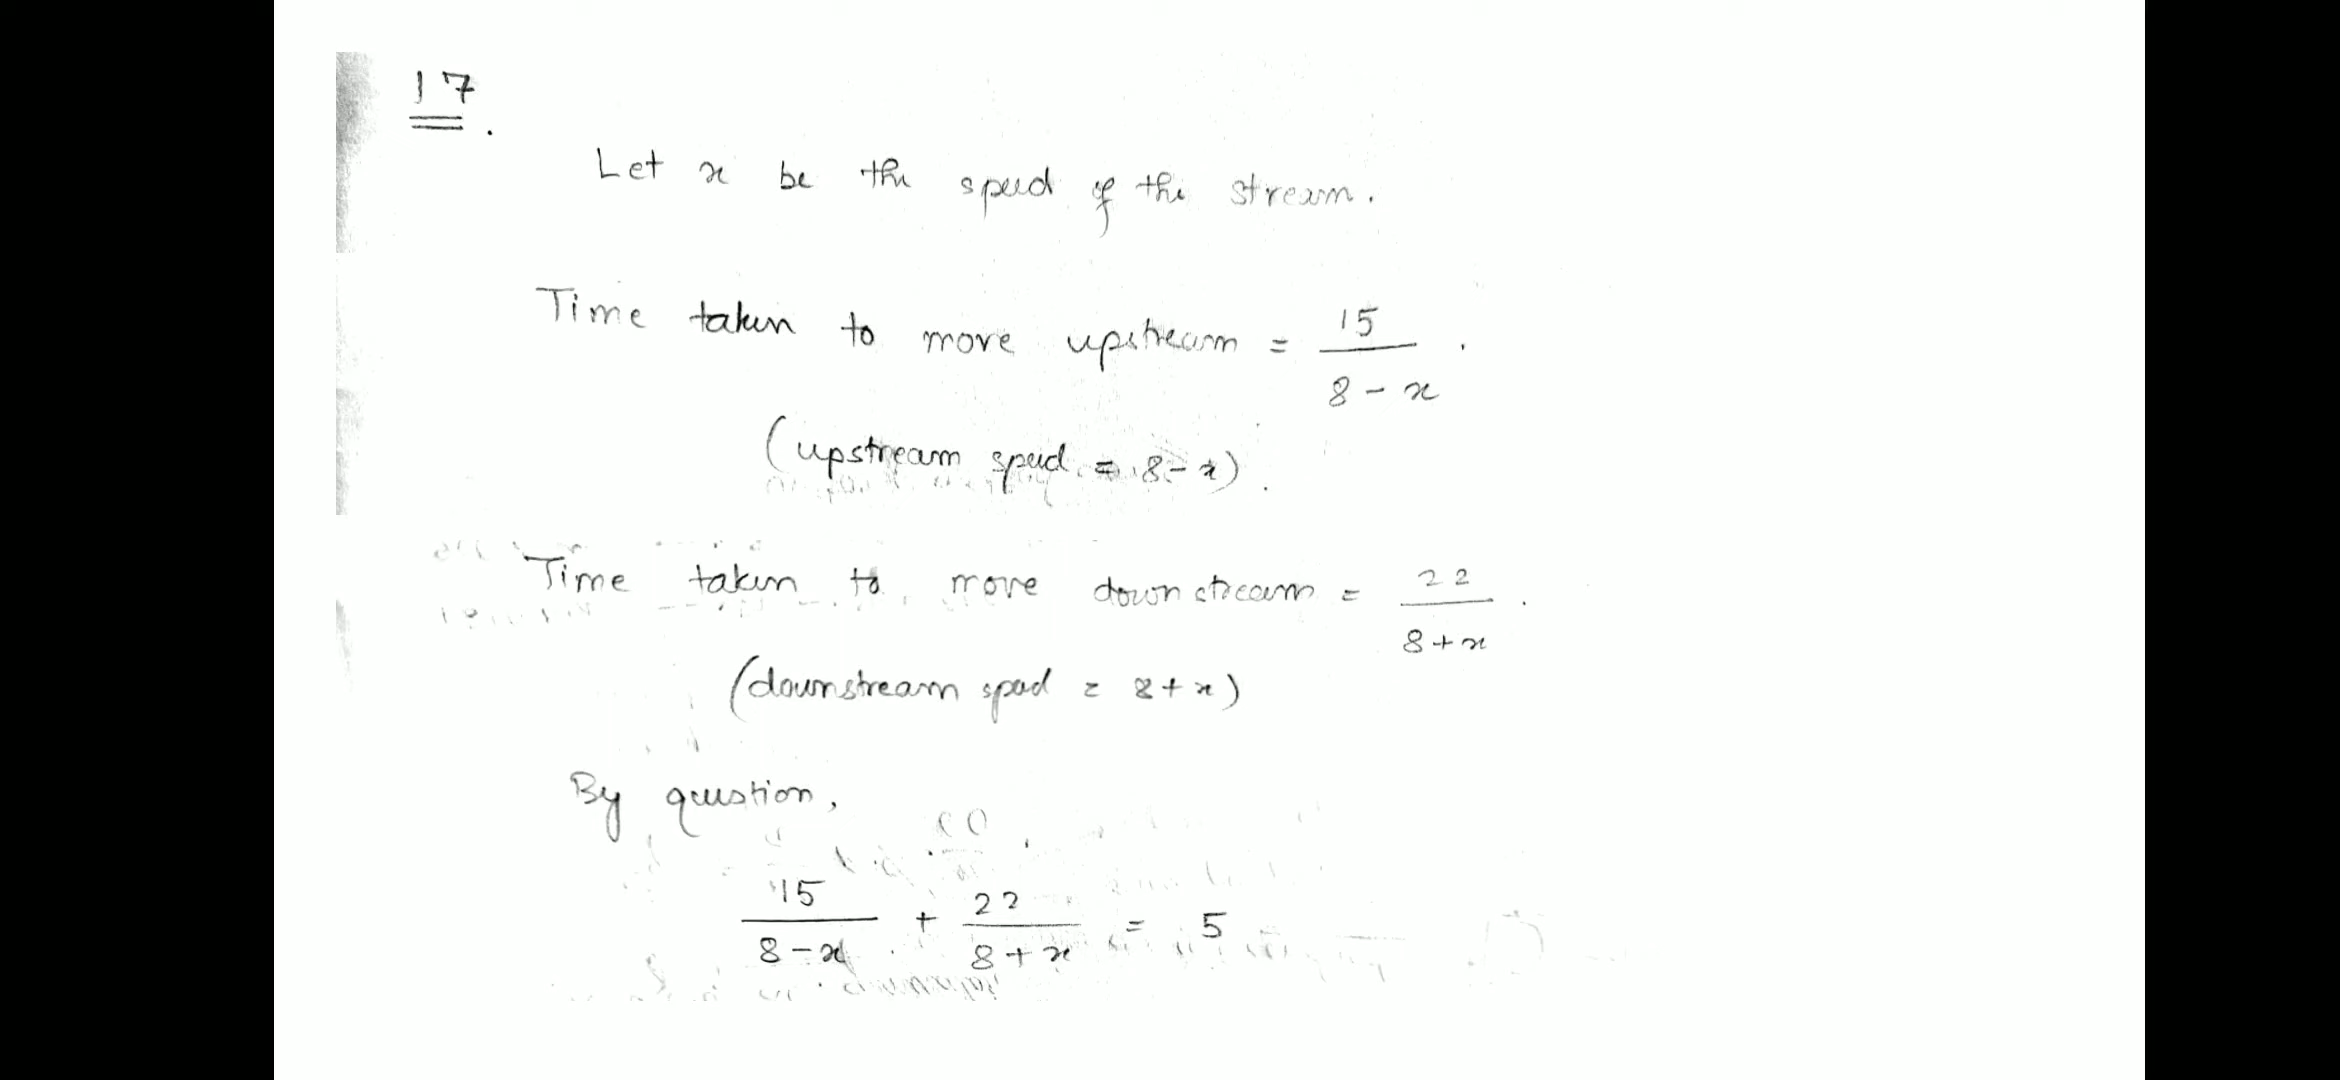 17.
Let x be the speed of the stream.
Time taken to move upstream = 15/(8 - x).
(upstream speed = 8 - x).
Time taken to move downstream = 22/(8 + x).
(downstream speed = 8 + x)
By question,
15/(8 - x) + 22/(8 + x) = 5